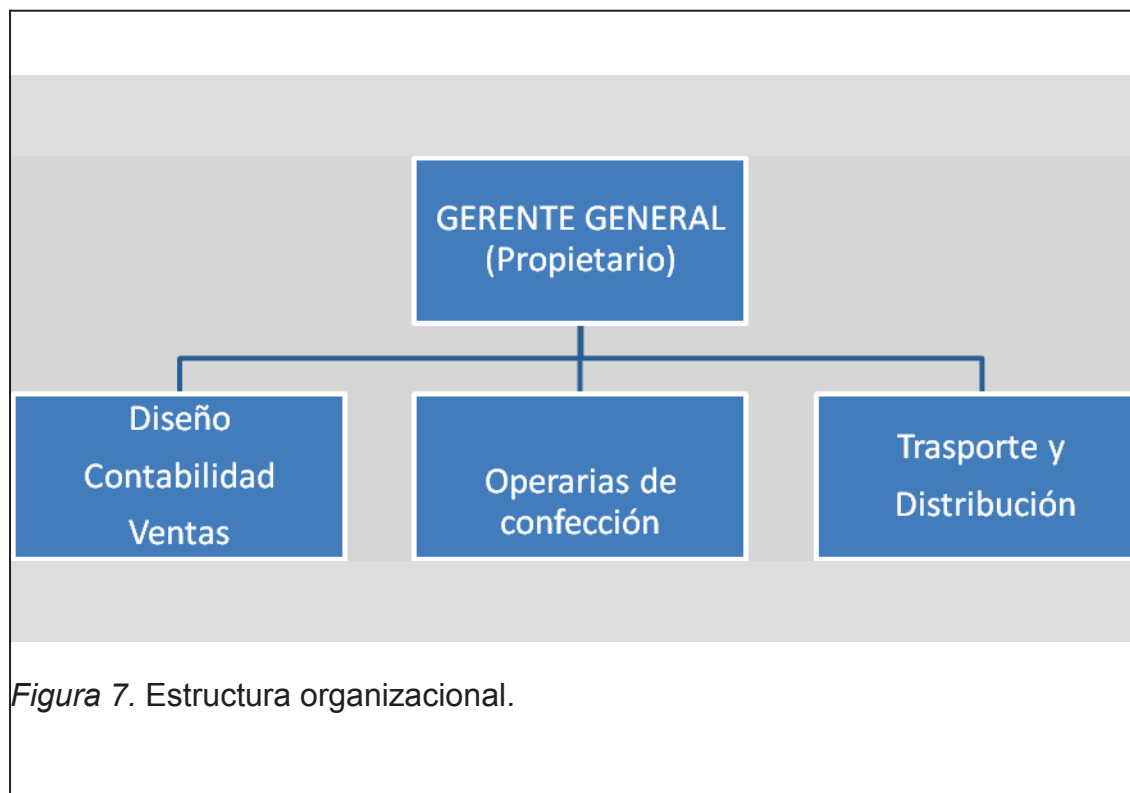 GERENTE GENERAL
(Propietario)
Diseño
Contabilidad
Ventas
Operarias de
confección
Trasporte y
Distribución
Figura 7. Estructura organizacional.